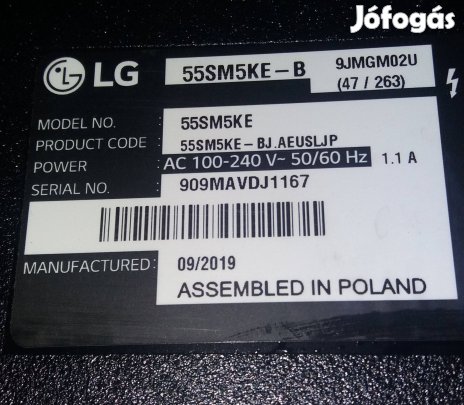 Jófogás
LG 55SM5KE-B 9JMGM02U
(47 / 263)
MODEL NO. 55SM5KE
PRODUCT CODE 55SM5KE-BJ.AEUSLJP
POWER AC 100-240 V~ 50/60 Hz 1.1 A
SERIAL NO. 909MAVDJ1167
MANUFACTURED: 09/2019
ASSEMBLED IN POLAND